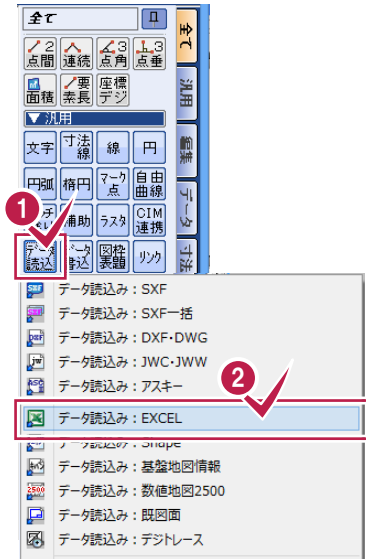 全て
全て
2 3 3
点間 連続 点角 点垂
要 座標
面積 素長 デジ
汎用
▼ 汎用
文字 寸法線 線 円
編集
円弧 楕円 マーク点 自由曲線
1
補助 ラスタ CIM連携
データ
データ読込 データ書込 図枠表題 リンク
寸法
データ読込み：SXF
データ読込み：SXF一括
データ読込み：DXF・DWG
データ読込み：JWC・JWW
データ読込み：アスキー
2
データ読込み：EXCEL
データ読込み：Shape
データ読込み：基盤地図情報
データ読込み：数値地図2500
データ読込み：既図面
データ読込み：デジトレース